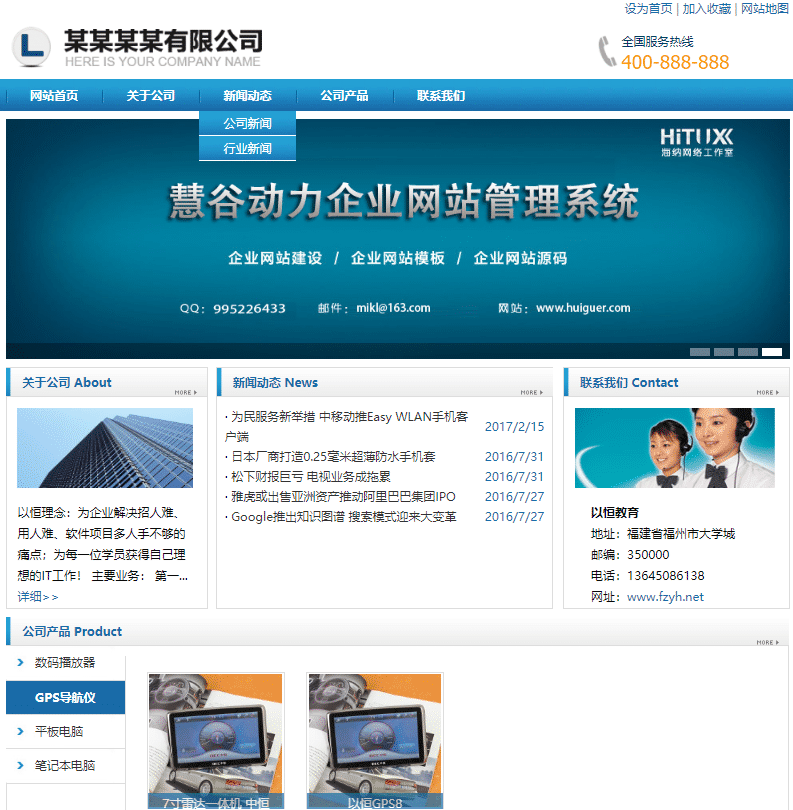 设为首页 | 加入收藏 | 网站地图
L
某某某某有限公司
HERE IS YOUR COMPANY NAME
全国服务热线
400-888-888
网站首页 关于公司 新闻动态 公司产品 联系我们
公司新闻
行业新闻
HiTUX
海纳网络工作室
慧谷动力企业网站管理系统
企业网站建设 / 企业网站模板 / 企业网站源码
QQ：995226433 邮件：mikl@163.com 网站：www.huiguer.com
关于公司 About
MORE
以恒理念：为企业解决招人难、
用人难、软件项目多人手不够的
痛点；为每一位学员获得自己理
想的IT工作！ 主要业务： 第一...
详细>>
新闻动态 News
MORE
· 为民服务新举措 中移动推Easy WLAN手机客
户端 2017/2/15
· 日本厂商打造0.25毫米超薄防水手机套 2016/7/31
· 松下财报巨亏 电视业务成拖累 2016/7/31
· 雅虎或出售亚洲资产推动阿里巴巴集团IPO 2016/7/27
· Google推出知识图谱 搜索模式迎来大变革 2016/7/27
联系我们 Contact
MORE
以恒教育
地址：福建省福州市大学城
邮编：350000
电话：13645086138
网址：www.fzyh.net
公司产品 Product
MORE
数码播放器
GPS导航仪
平板电脑
笔记本电脑
7寸雷达一体机 中恒
以恒GPS8